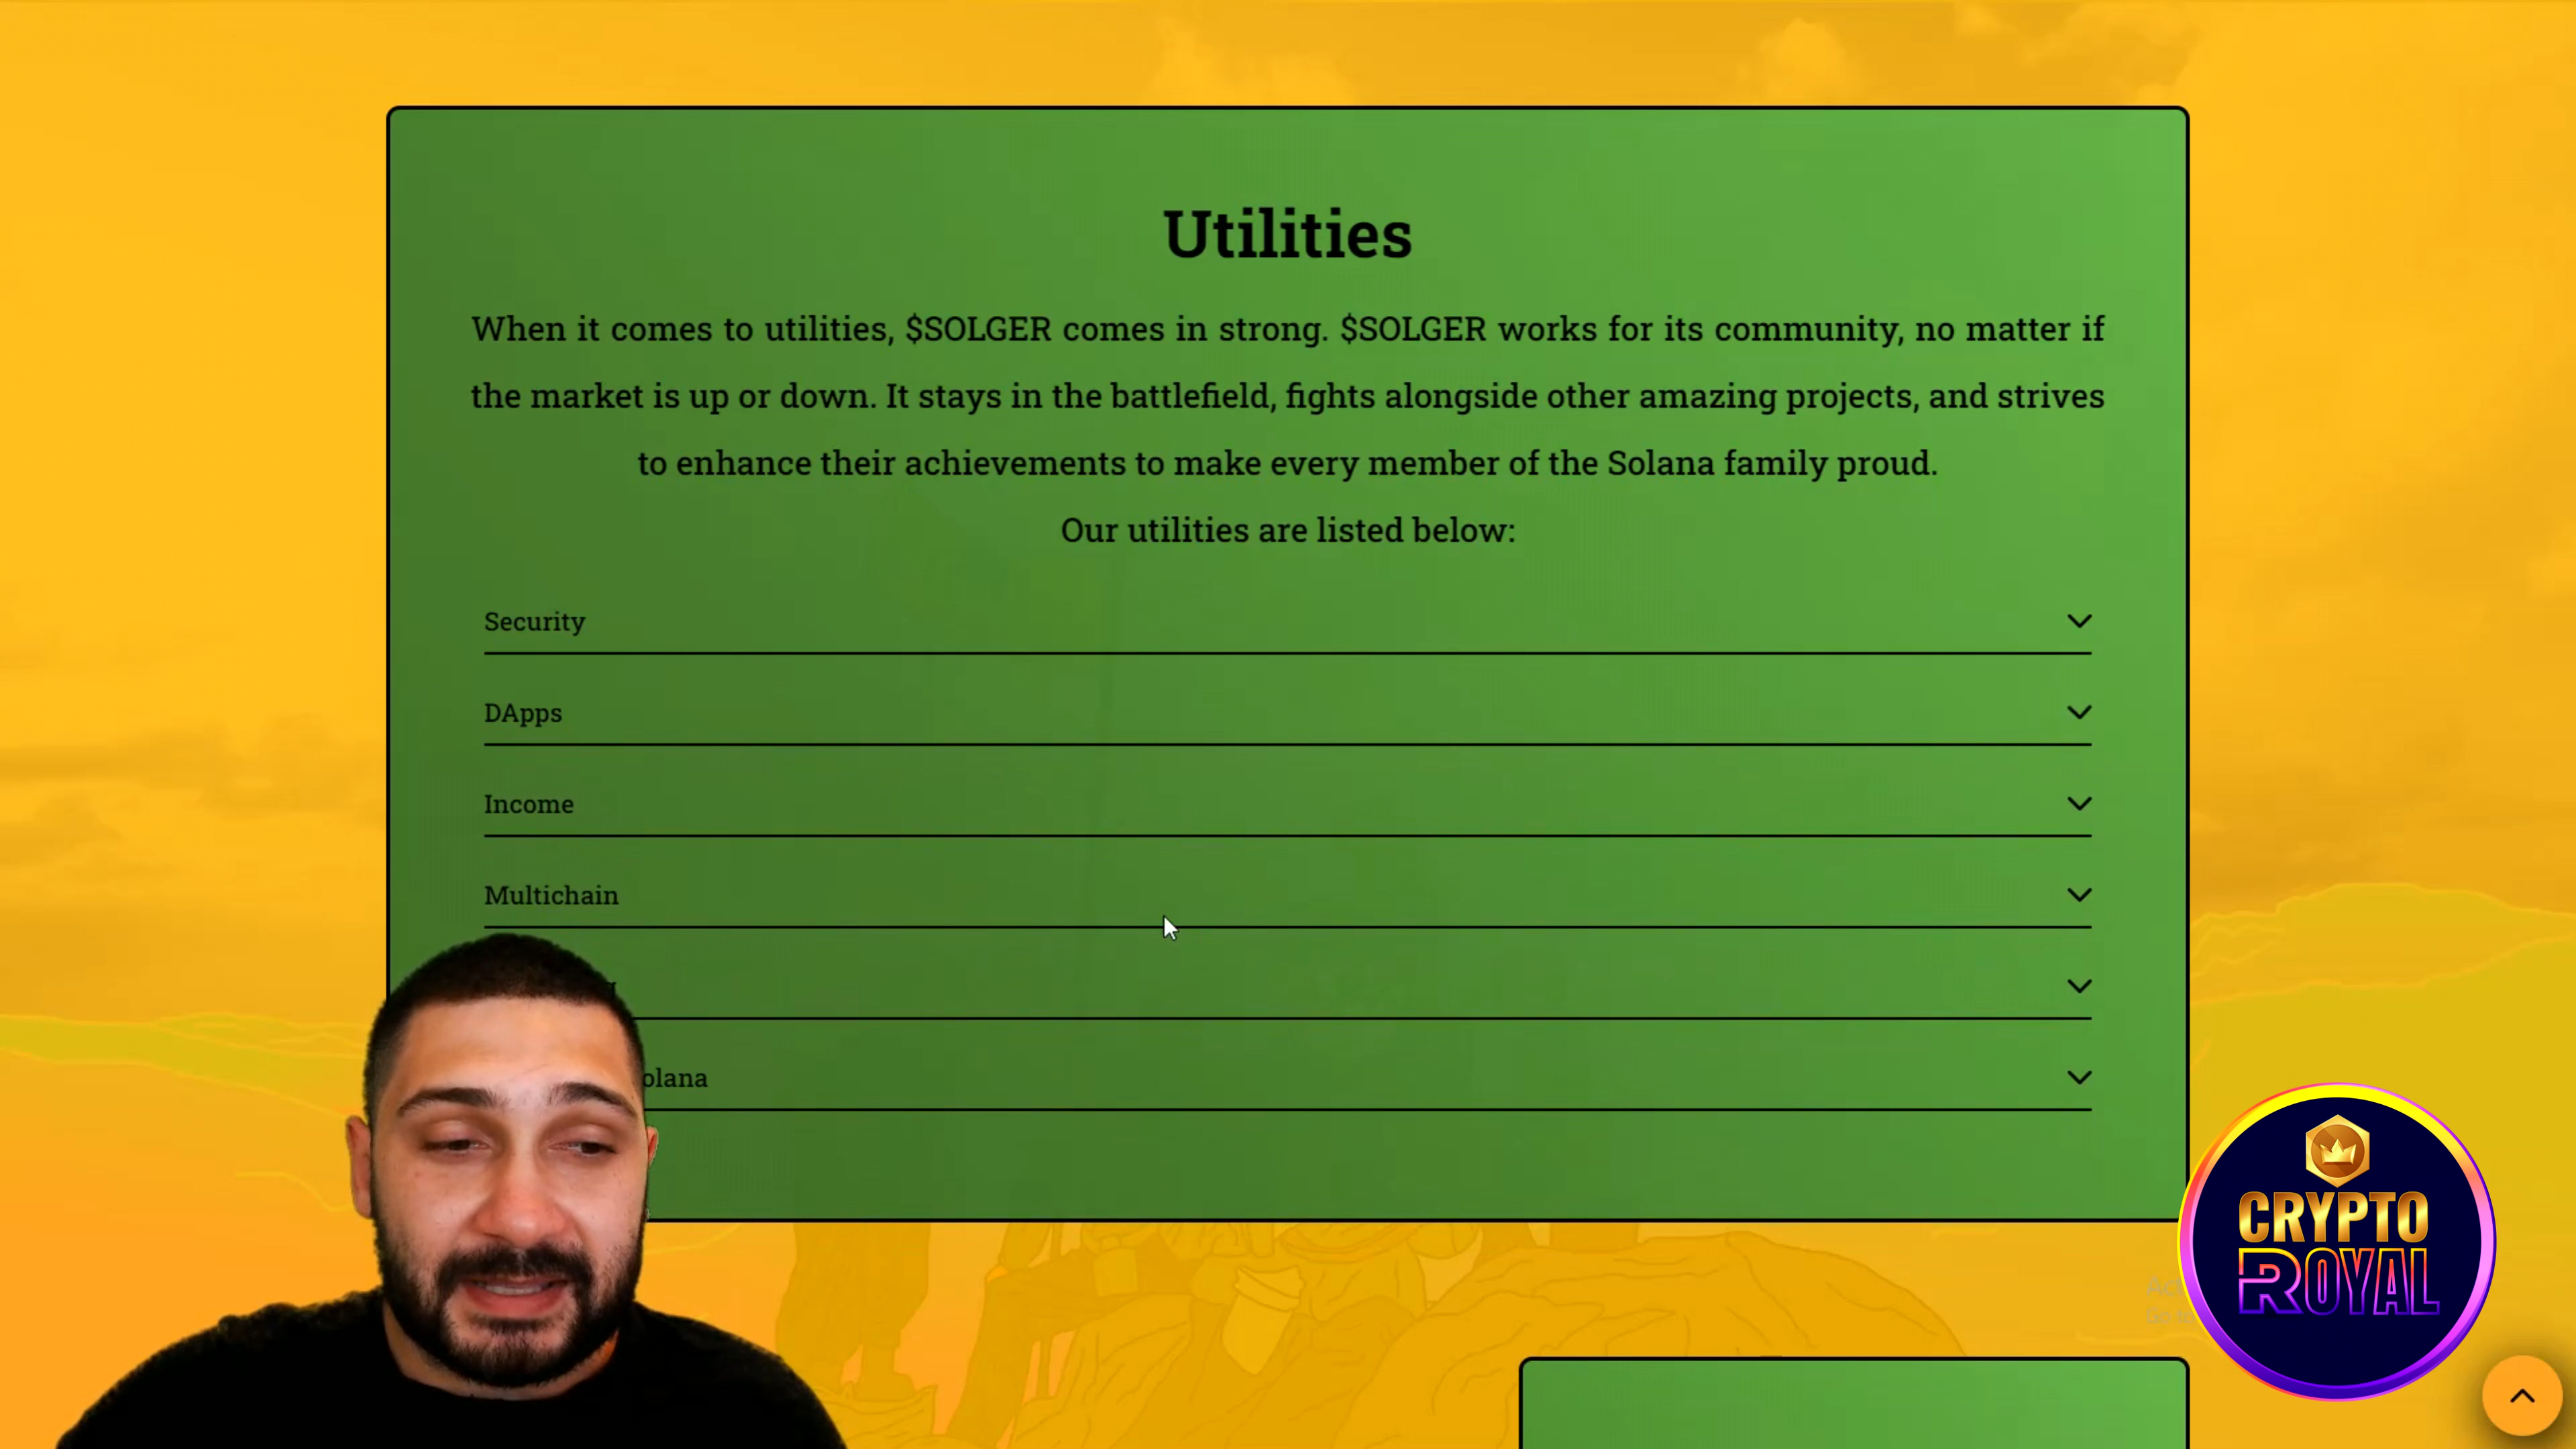 Utilities
When it comes to utilities, $SOLGER comes in strong. $SOLGER works for its community, no matter if
the market is up or down. It stays in the battlefield, fights alongside other amazing projects, and strives
to enhance their achievements to make every member of the Solana family proud.
Our utilities are listed below:
Security
DApps
Income
Multichain
olana
CRYPTO
ROYAL